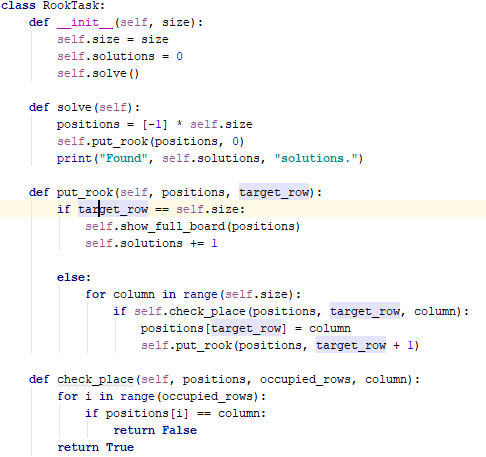 class RookTask:
    def __init__(self, size):
        self.size = size
        self.solutions = 0
        self.solve()
    def solve(self):
        positions = [-1] * self.size
        self.put_rook(positions, 0)
        print("Found", self.solutions, "solutions.")
    def put_rook(self, positions, target_row):
        if target_row == self.size:
            self.show_full_board(positions)
            self.solutions += 1
        else:
            for column in range(self.size):
                if self.check_place(positions, target_row, column):
                    positions[target_row] = column
                    self.put_rook(positions, target_row + 1)
    def check_place(self, positions, occupied_rows, column):
        for i in range(occupied_rows):
            if positions[i] == column:
                return False
        return True